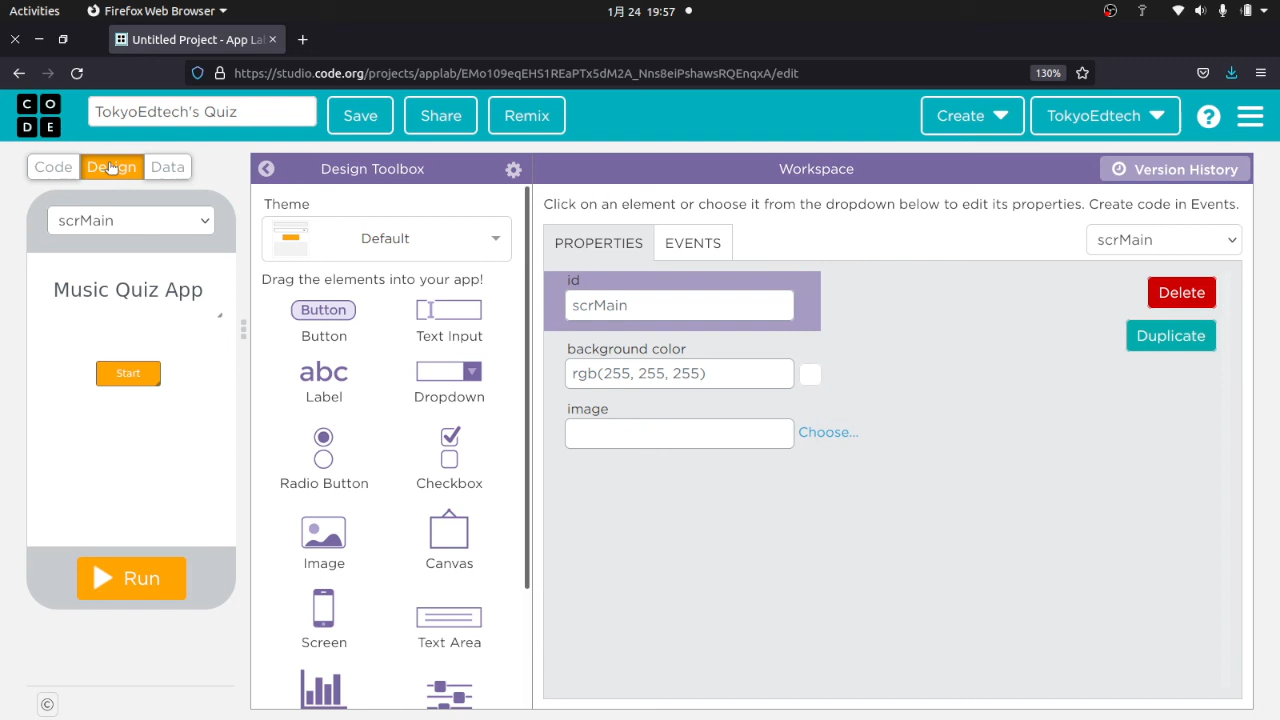 Activities
Firefox Web Browser
1月 24 19:57
Untitled Project - App La
https://studio.code.org/projects/applab/EMo109eqEHS1REaPTx5dM2A_Nns8eiPshawsRQEnqxA/edit
130%
C O D E
TokyoEdtech's Quiz
Save
Share
Remix
Create
TokyoEdtech
?
Code
Design
Data
Design Toolbox
Workspace
Version History
scrMain
Music Quiz App
Start
Run
©
Theme
Default
Drag the elements into your app!
Button
Button
Text Input
abc
Label
Dropdown
Radio Button
Checkbox
Image
Canvas
Screen
Text Area
Click on an element or choose it from the dropdown below to edit its properties. Create code in Events.
PROPERTIES
EVENTS
scrMain
id
scrMain
Delete
Duplicate
background color
rgb(255, 255, 255)
image
Choose...